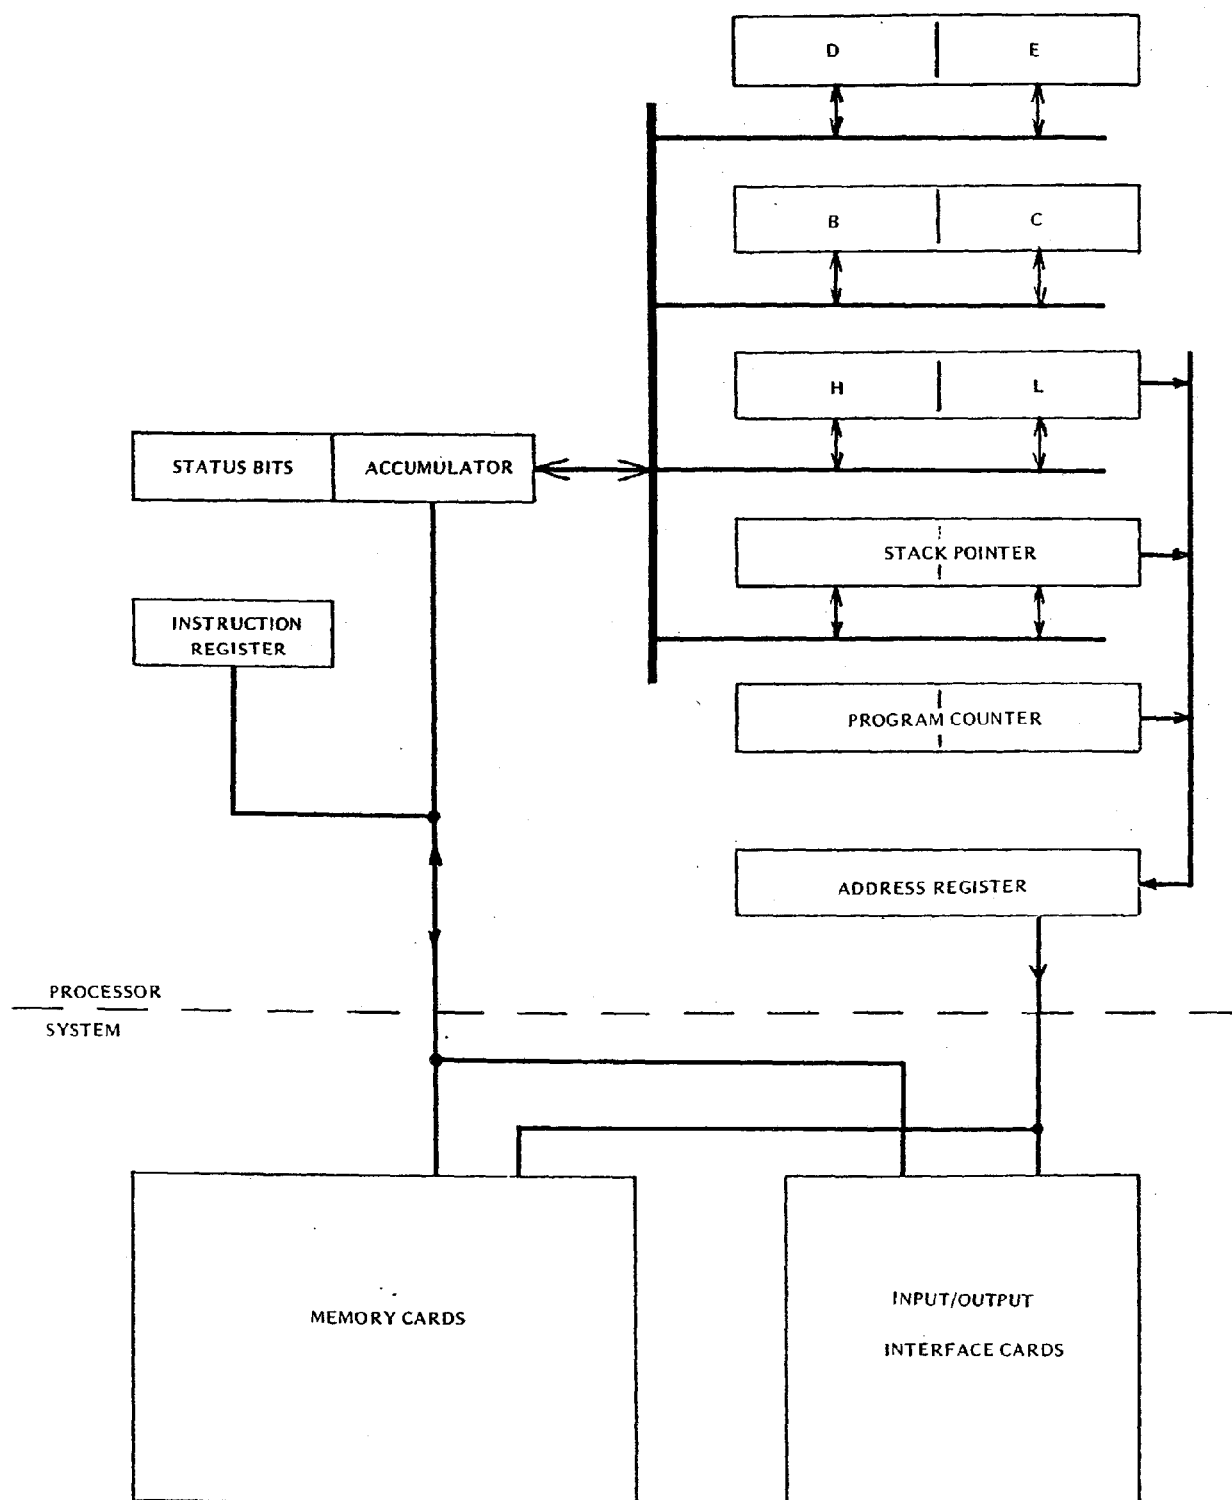 D E
B C
H L
STATUS BITS ACCUMULATOR
STACK POINTER
INSTRUCTION
REGISTER
PROGRAM COUNTER
ADDRESS REGISTER
PROCESSOR
SYSTEM
MEMORY CARDS
INPUT/OUTPUT
INTERFACE CARDS